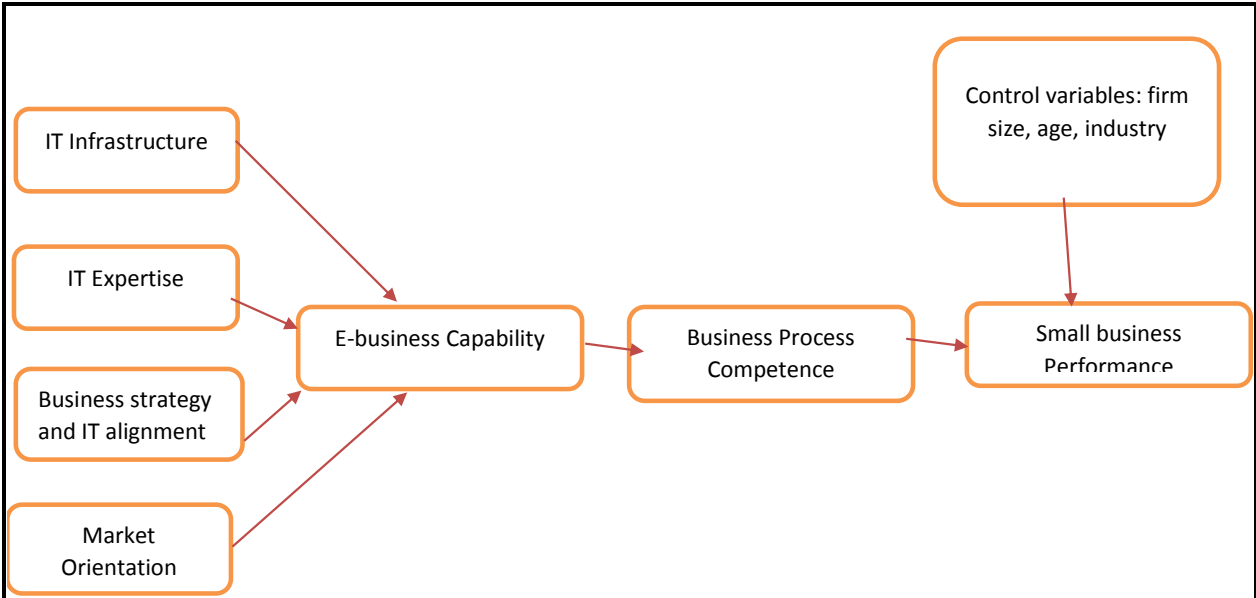 Control variables: firm
size, age, industry
IT Infrastructure
IT Expertise
E-business Capability
Business Process
Competence
Small business
Performance
Business strategy
and IT alignment
Market
Orientation